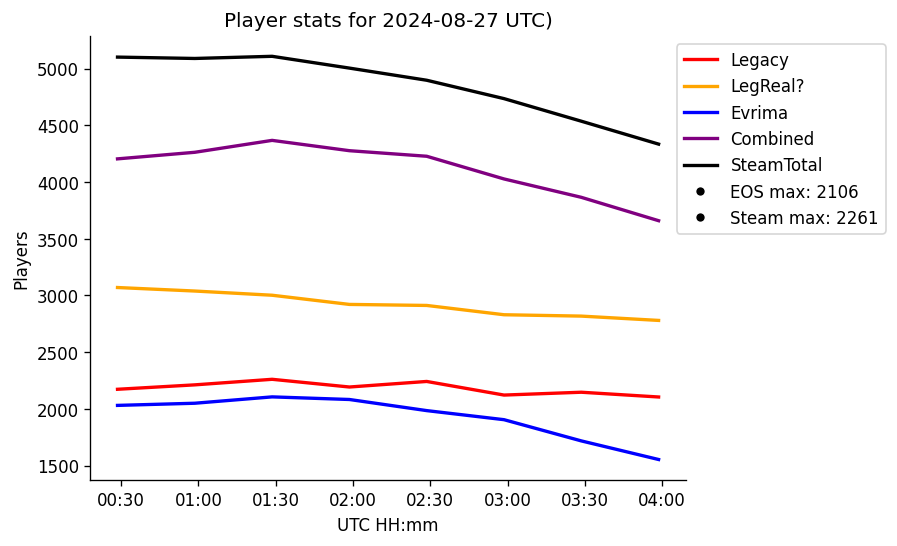 Player stats for 2024-08-27 UTC)
Legacy
LegReal?
Evrima
Combined
SteamTotal
EOS max: 2106
Steam max: 2261
Players
5000
4500
4000
3500
3000
2500
2000
1500
00:30 01:00 01:30 02:00 02:30 03:00 03:30 04:00
UTC HH:mm